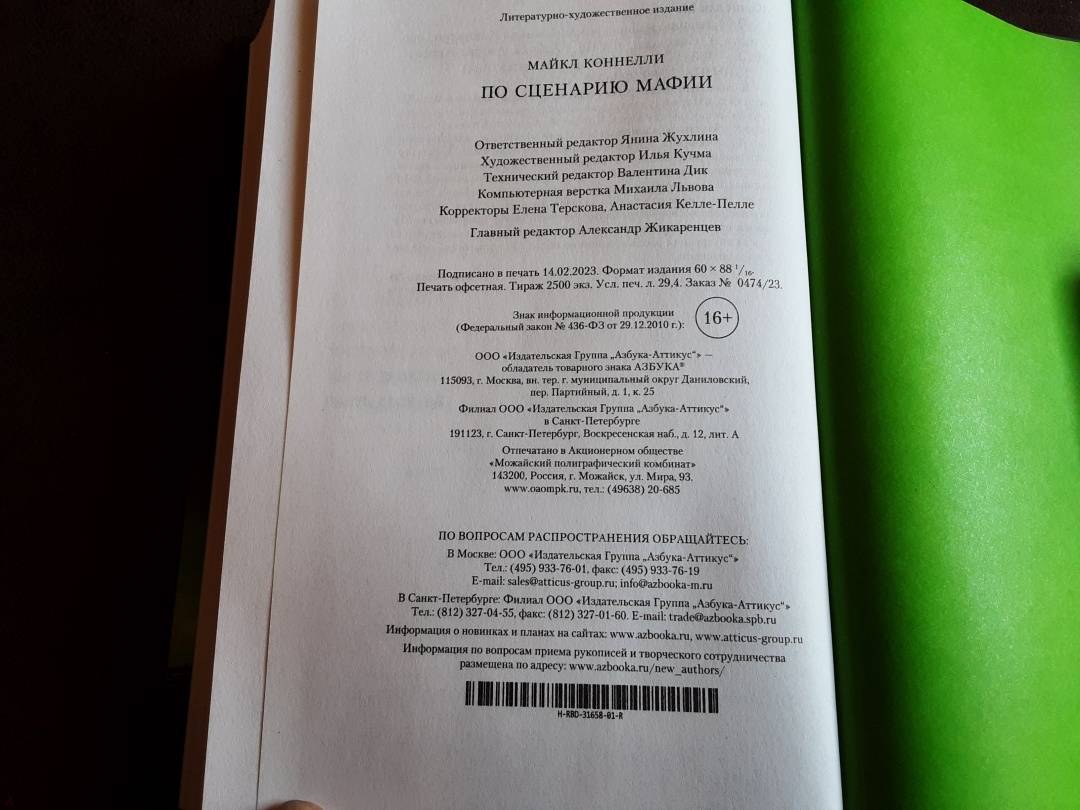 Литературно-художественное издание
МАЙКЛ КОННЕЛЛИ
ПО СЦЕНАРИЮ МАФИИ
Ответственный редактор Янина Жухлина
Художественный редактор Илья Кучма
Технический редактор Валентина Дик
Компьютерная верстка Михаила Львова
Корректоры Елена Терскова, Анастасия Келле-Пелле
Главный редактор Александр Жикаренцев
Подписано в печать 14.02.2023. Формат издания 60 × 88 1/16.
Печать офсетная. Тираж 2500 экз. Усл. печ. л. 29,4. Заказ № 0474/23.
Знак информационной продукции
(Федеральный закон № 436-ФЗ от 29.12.2010 г.):
16+
ООО «Издательская Группа „Азбука-Аттикус“» —
обладатель товарного знака АЗБУКА®
115093, г. Москва, вн. тер. г. муниципальный округ Даниловский,
пер. Партийный, д. 1, к. 25
Филиал ООО «Издательская Группа „Азбука-Аттикус“»
в Санкт-Петербурге
191123, г. Санкт-Петербург, Воскресенская наб., д. 12, лит. А
Отпечатано в Акционерном обществе
«Можайский полиграфический комбинат»
143200, Россия, г. Можайск, ул. Мира, 93.
www.oaompk.ru, тел.: (49638) 20-685
ПО ВОПРОСАМ РАСПРОСТРАНЕНИЯ ОБРАЩАЙТЕСЬ:
В Москве: ООО «Издательская Группа „Азбука-Аттикус“»
Тел.: (495) 933-76-01, факс: (495) 933-76-19
E-mail: sales@atticus-group.ru; info@azbooka-m.ru
В Санкт-Петербурге: Филиал ООО «Издательская Группа „Азбука-Аттикус“»
Тел.: (812) 327-04-55, факс: (812) 327-01-60. E-mail: trade@azbooka.spb.ru
Информация о новинках и планах на сайтах: www.azbooka.ru, www.atticus-group.ru
Информация по вопросам приема рукописей и творческого сотрудничества
размещена по адресу: www.azbooka.ru/new_authors/
H-RBD-31658-01-R